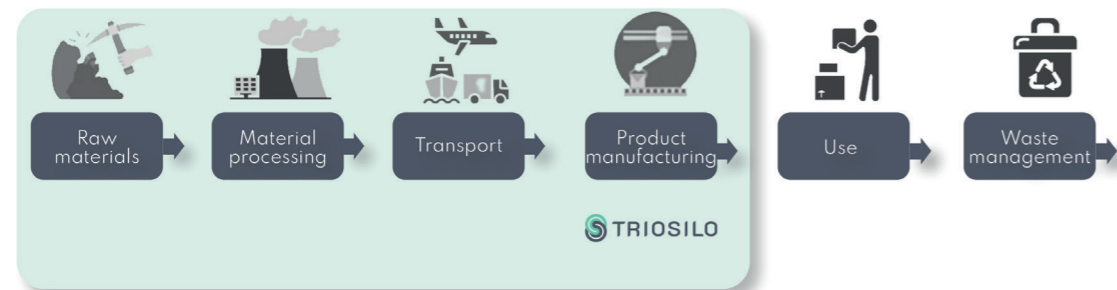 Raw
materials
Material
processing
Transport
Product
manufacturing
Use
Waste
management
TRIOSILO